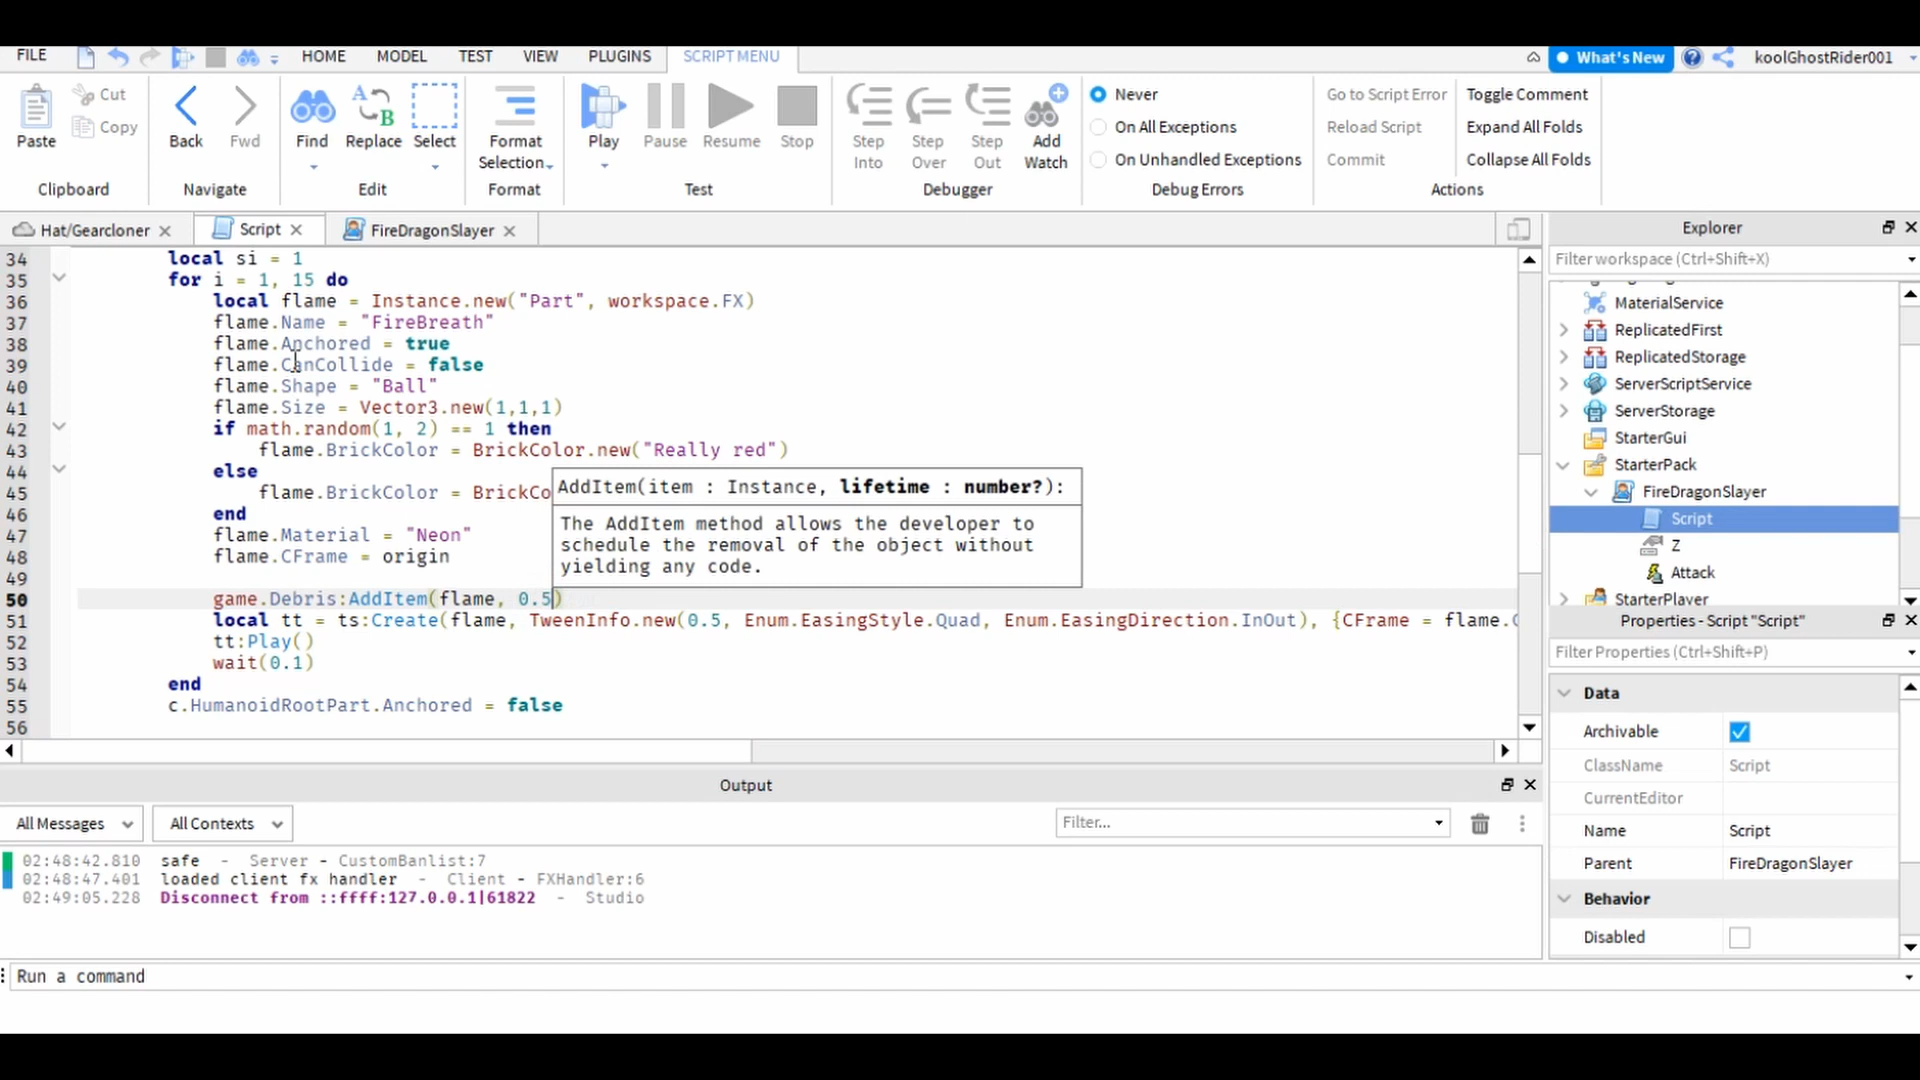 FILE HOME MODEL TEST VIEW PLUGINS SCRIPT MENU What's New koolGhostRider001
Paste Cut Copy
Clipboard
Back Fwd
Navigate
Find Replace Select
Edit
Format Selection
Format
Play Pause Resume Stop
Test
Step Into Step Over Step Out Add Watch
Debugger
Never
On All Exceptions
On Unhandled Exceptions
Debug Errors
Go to Script Error Toggle Comment
Reload Script Expand All Folds
Commit Collapse All Folds
Actions
Hat/Gearcloner Script FireDragonSlayer
34 local si = 1
35 for i = 1, 15 do
36 local flame = Instance.new("Part", workspace.FX)
37 flame.Name = "FireBreath"
38 flame.Anchored = true
39 flame.CanCollide = false
40 flame.Shape = "Ball"
41 flame.Size = Vector3.new(1,1,1)
42 if math.random(1, 2) == 1 then
43 flame.BrickColor = BrickColor.new("Really red")
44 else
45 flame.BrickColor = BrickCo
46 end
47 flame.Material = "Neon"
48 flame.CFrame = origin
49
50 game.Debris:AddItem(flame, 0.5)
51 local tt = ts:Create(flame, TweenInfo.new(0.5, Enum.EasingStyle.Quad, Enum.EasingDirection.InOut), {CFrame = flame.
52 tt:Play()
53 wait(0.1)
54 end
55 c.HumanoidRootPart.Anchored = false
56
AddItem(item : Instance, lifetime : number?):
The AddItem method allows the developer to
schedule the removal of the object without
yielding any code.
Explorer
Filter workspace (Ctrl+Shift+X)
MaterialService
ReplicatedFirst
ReplicatedStorage
ServerScriptService
ServerStorage
StarterGui
StarterPack
FireDragonSlayer
Script
Z
Attack
StarterPlayer
Properties - Script "Script"
Filter Properties (Ctrl+Shift+P)
Data
Archivable
ClassName Script
CurrentEditor
Name Script
Parent FireDragonSlayer
Behavior
Disabled
Output
All Messages All Contexts Filter...
02:48:42.810 safe - Server - CustomBanlist:7
02:48:47.401 loaded client fx handler - Client - FXHandler:6
02:49:05.228 Disconnect from ::ffff:127.0.0.1|61822 - Studio
Run a command